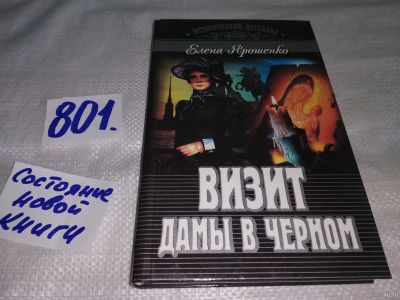 ИСТОРИЧЕСКИЙ ДЕТЕКТИВ
Елена Ярошенко
801.
Состояние
новой
книги
ВИЗИТ
ДАМЫ В ЧЕРНОМ